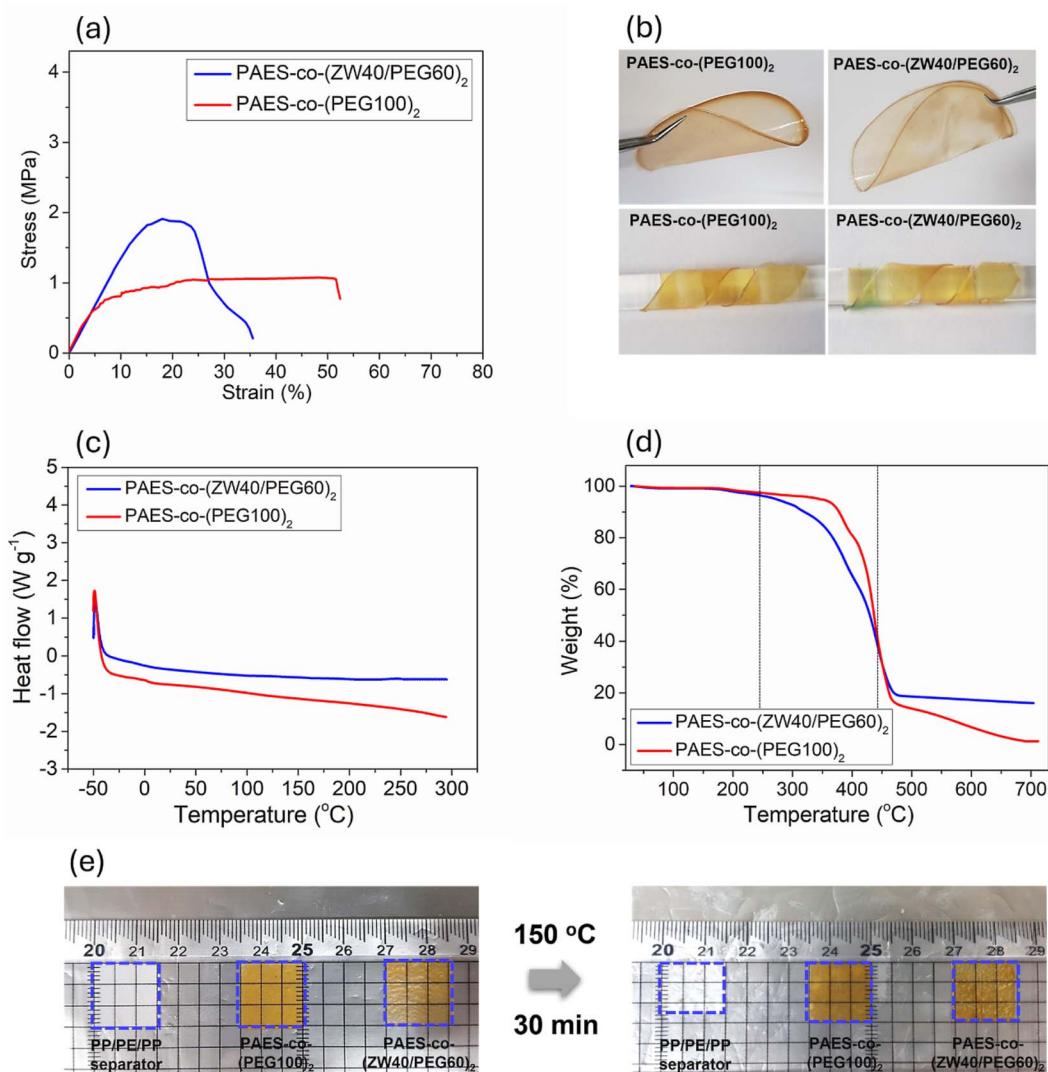 (a)
PAES-co-(ZW40/PEG60)₂
PAES-co-(PEG100)₂
Stress (MPa)
4
3
2
1
0
0 10 20 30 40 50 60 70 80
Strain (%)
(b)
PAES-co-(PEG100)₂
PAES-co-(ZW40/PEG60)₂
PAES-co-(PEG100)₂
PAES-co-(ZW40/PEG60)₂
(c)
PAES-co-(ZW40/PEG60)₂
PAES-co-(PEG100)₂
Heat flow (W g⁻¹)
5
4
3
2
1
0
-1
-2
-3
-50 0 50 100 150 200 250 300
Temperature (°C)
(d)
Weight (%)
100
80
60
40
20
0
PAES-co-(ZW40/PEG60)₂
PAES-co-(PEG100)₂
100 200 300 400 500 600 700
Temperature (°C)
(e)
20 21 22 23 24 25 26 27 28 29
PP/PE/PP
separator
PAES-co-
(PEG100)₂
PAES-co-
(ZW40/PEG60)₂
150 °C
30 min
20 21 22 23 24 25 26 27 28 29
PP/PE/PP
separator
PAES-co-
(PEG100)₂
PAES-co-
(ZW40/PEG60)₂